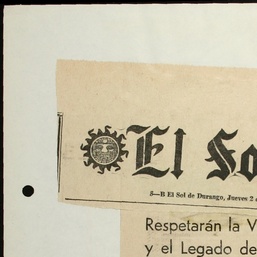 El So
8—B El Sol de Durango, Jueves 2
Respetarán la V
y el Legado de